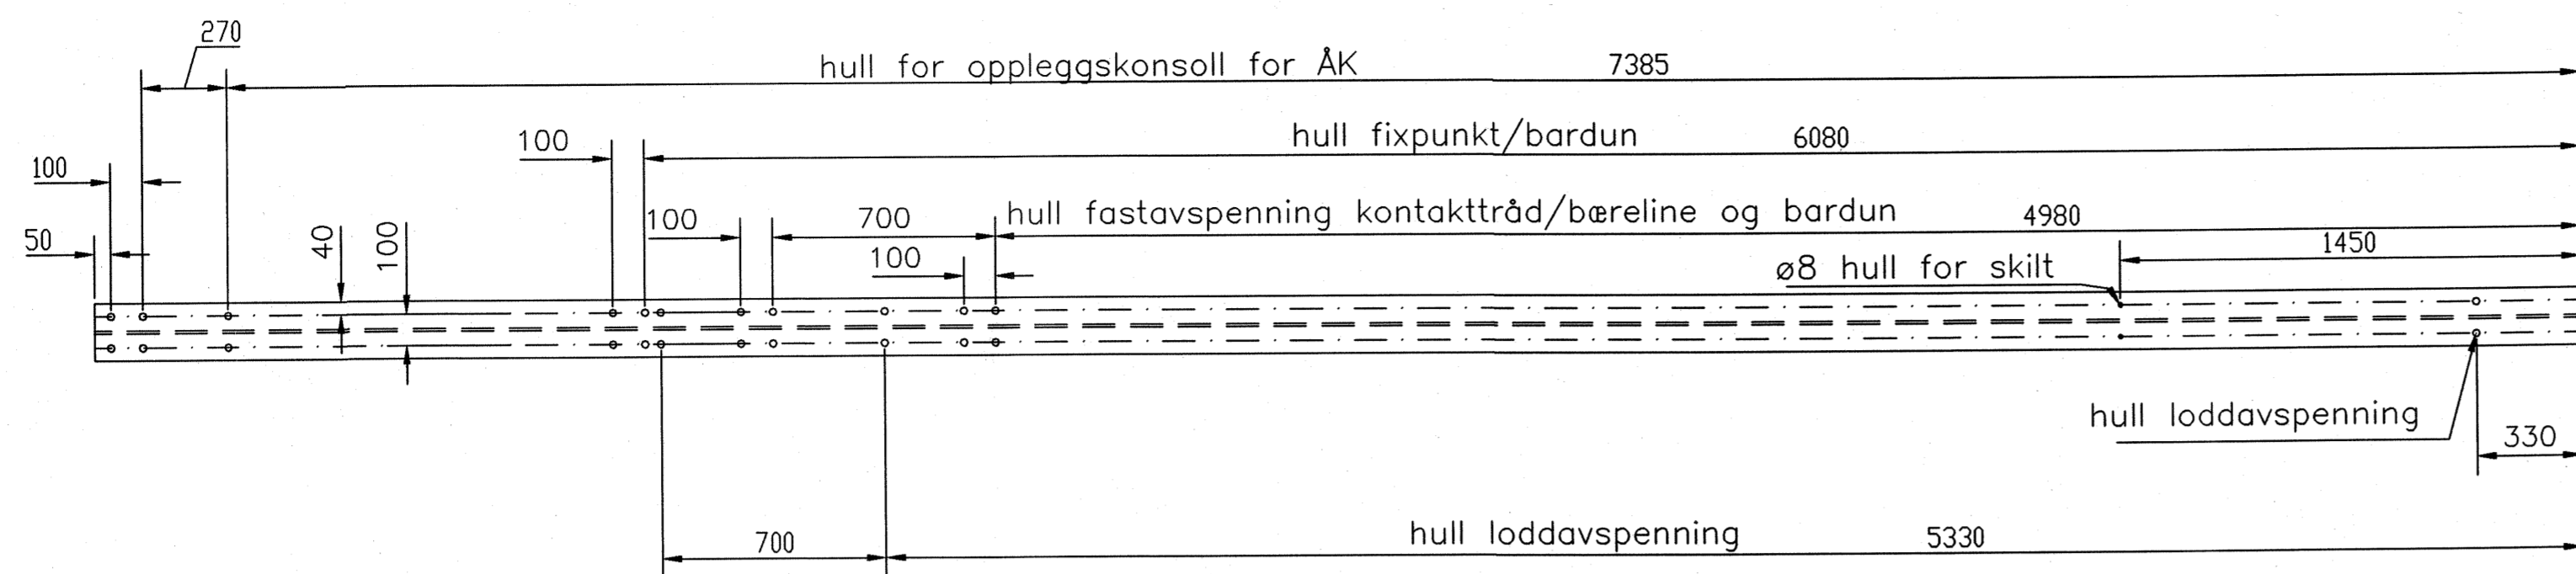 270
hull for oppleggskonsoll for ÅK 7385
100 hull fixpunkt/bardun 6080
100
100 700 hull fastavspenning kontakttråd/bæreline og bardun 4980
50 40 100 100 1450
ø8 hull for skilt
hull loddavspenning
330
700 hull loddavspenning 5330